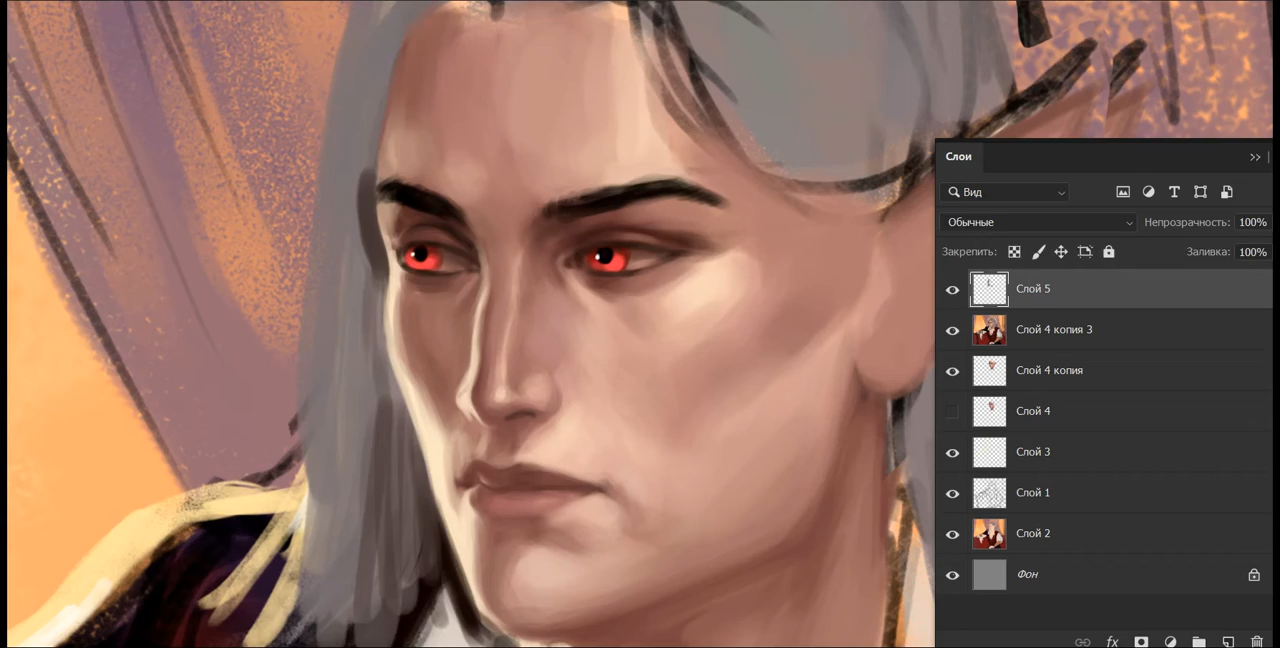 Слои
Вид
Обычные
Непрозрачность: 100%
Закрепить:
Заливка: 100%
Слой 5
Слой 4 копия 3
Слой 4 копия
Слой 4
Слой 3
Слой 1
Слой 2
Фон
fx